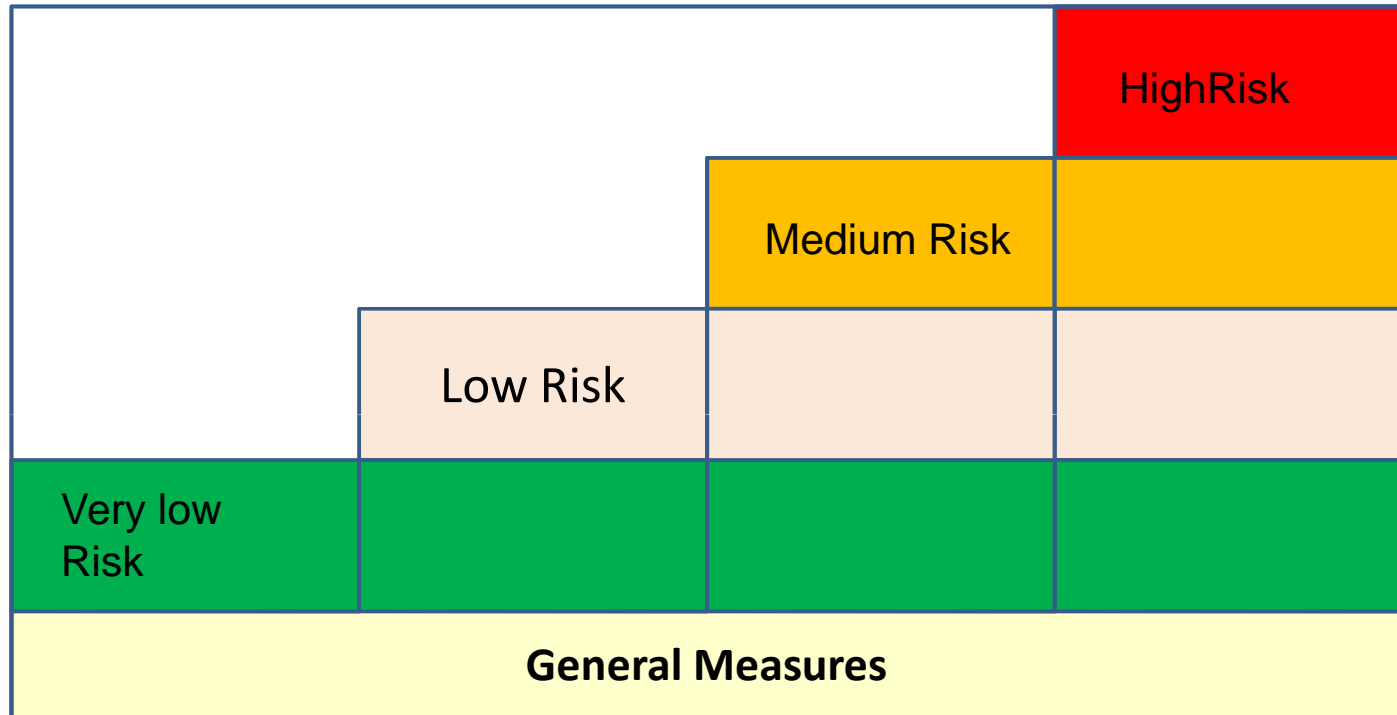 HighRisk
Medium Risk
Low Risk
Very low
Risk
General Measures